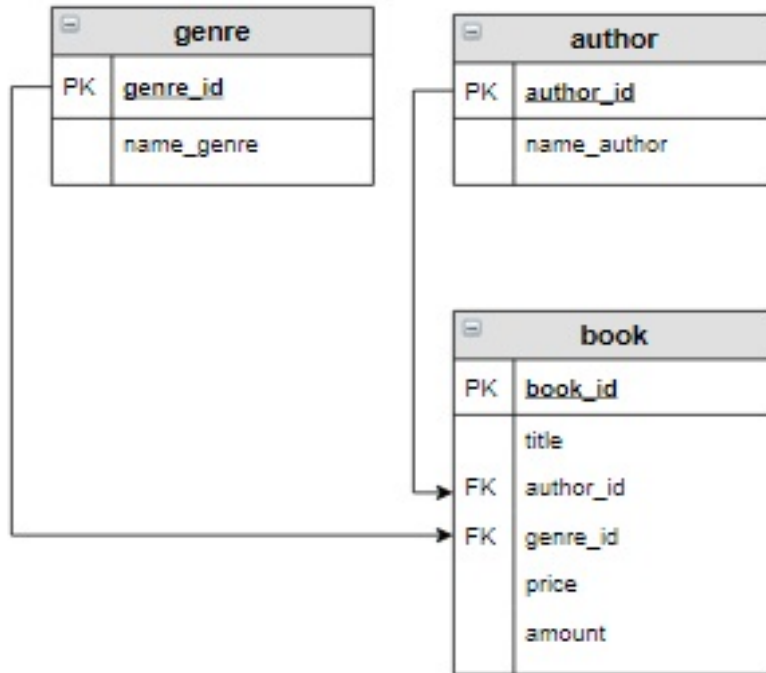 genre
PK genre_id
name_genre
author
PK author_id
name_author
book
PK book_id
title
FK author_id
FK genre_id
price
amount